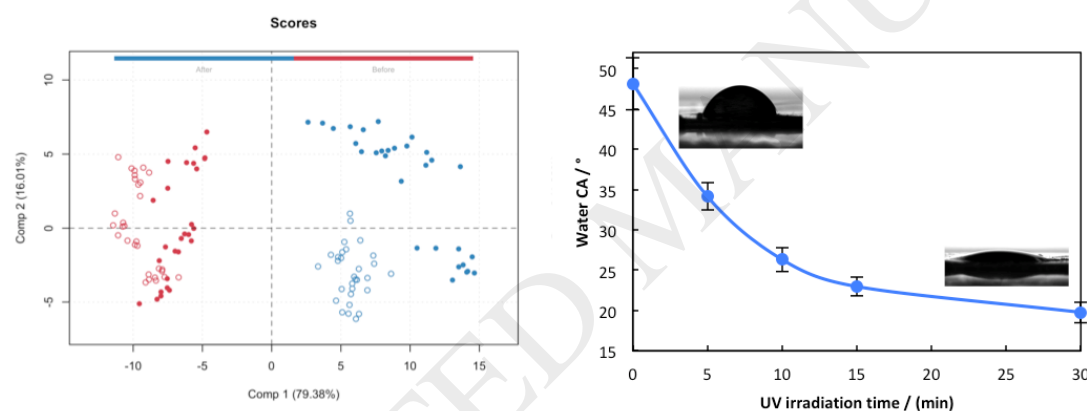 Scores
After Before
10
5
0
-5
-10 -5 0 5 10 15
Comp 2 (16.01%)
Comp 1 (79.38%)
50
45
40
35
30
25
20
15
0 5 10 15 20 25 30
Water CA / °
UV irradiation time / (min)
TED MANU